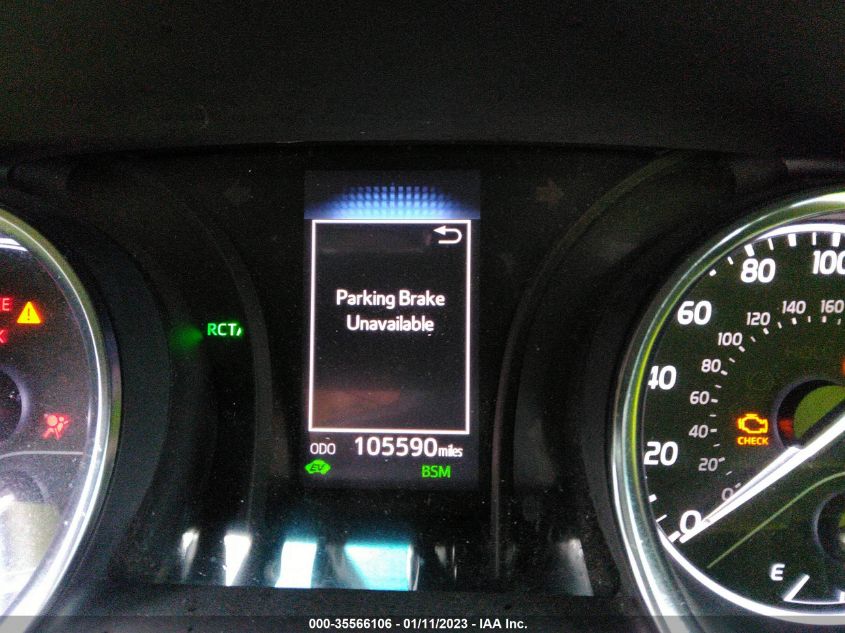 Parking Brake
Unavailable
ODO 105590 miles
EV BSM
RCTA
80 100
60
40
20
0
160
140
120
100
80
60
40
20
0
CHECK
E
000-35566106 - 01/11/2023 - IAA Inc.